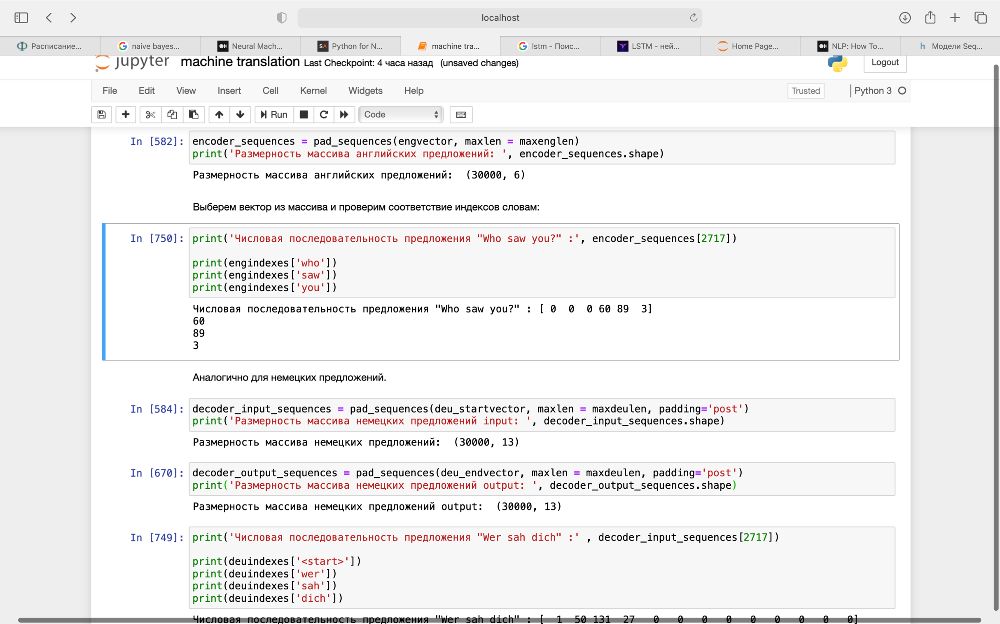 localhost
Расписание...
naive bayes...
Neural Mach...
SA Python for N...
machine tra...
lstm - Поис...
LSTM - ней...
Home Page...
NLP: How To...
h Модели Seq...
jupyter machine translation Last Checkpoint: 4 часа назад (unsaved changes)
Logout
File Edit View Insert Cell Kernel Widgets Help
Trusted
Python 3
Run
Code
In [582]: encoder_sequences = pad_sequences(engvector, maxlen = maxenglen)
print('Размерность массива английских предложений: ', encoder_sequences.shape)
Размерность массива английских предложений:  (30000, 6)
Выберем вектор из массива и проверим соответствие индексов словам:
In [750]: print('Числовая последовательность предложения "Who saw you?" :', encoder_sequences[2717])
print(engindexes['who'])
print(engindexes['saw'])
print(engindexes['you'])
Числовая последовательность предложения "Who saw you?" : [ 0  0  0 60 89  3]
60
89
3
Аналогично для немецких предложений.
In [584]: decoder_input_sequences = pad_sequences(deu_startvector, maxlen = maxdeulen, padding='post')
print('Размерность массива немецких предложений input: ', decoder_input_sequences.shape)
Размерность массива немецких предложений:  (30000, 13)
In [670]: decoder_output_sequences = pad_sequences(deu_endvector, maxlen = maxdeulen, padding='post')
print('Размерность массива немецких предложений output: ', decoder_output_sequences.shape)
Размерность массива немецких предложений output:  (30000, 13)
In [749]: print('Числовая последовательность предложения "Wer sah dich" :' , decoder_input_sequences[2717])
print(deuindexes['<start>'])
print(deuindexes['wer'])
print(deuindexes['sah'])
print(deuindexes['dich'])
Числовая последовательность предложения "Wer sah dich" : [  1  50 131  27   0   0   0   0   0   0   0   0   0]